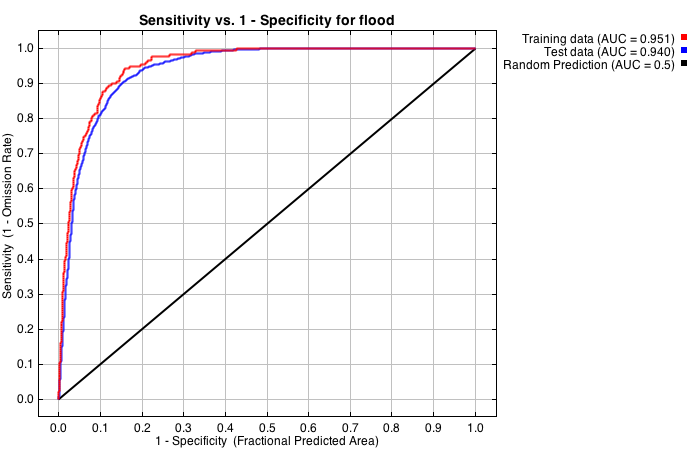 Sensitivity vs. 1 - Specificity for flood
Training data (AUC = 0.951)
Test data (AUC = 0.940)
Random Prediction (AUC = 0.5)
Sensitivity (1 - Omission Rate)
1.0
0.9
0.8
0.7
0.6
0.5
0.4
0.3
0.2
0.1
0.0
0.0 0.1 0.2 0.3 0.4 0.5 0.6 0.7 0.8 0.9 1.0
1 - Specificity (Fractional Predicted Area)